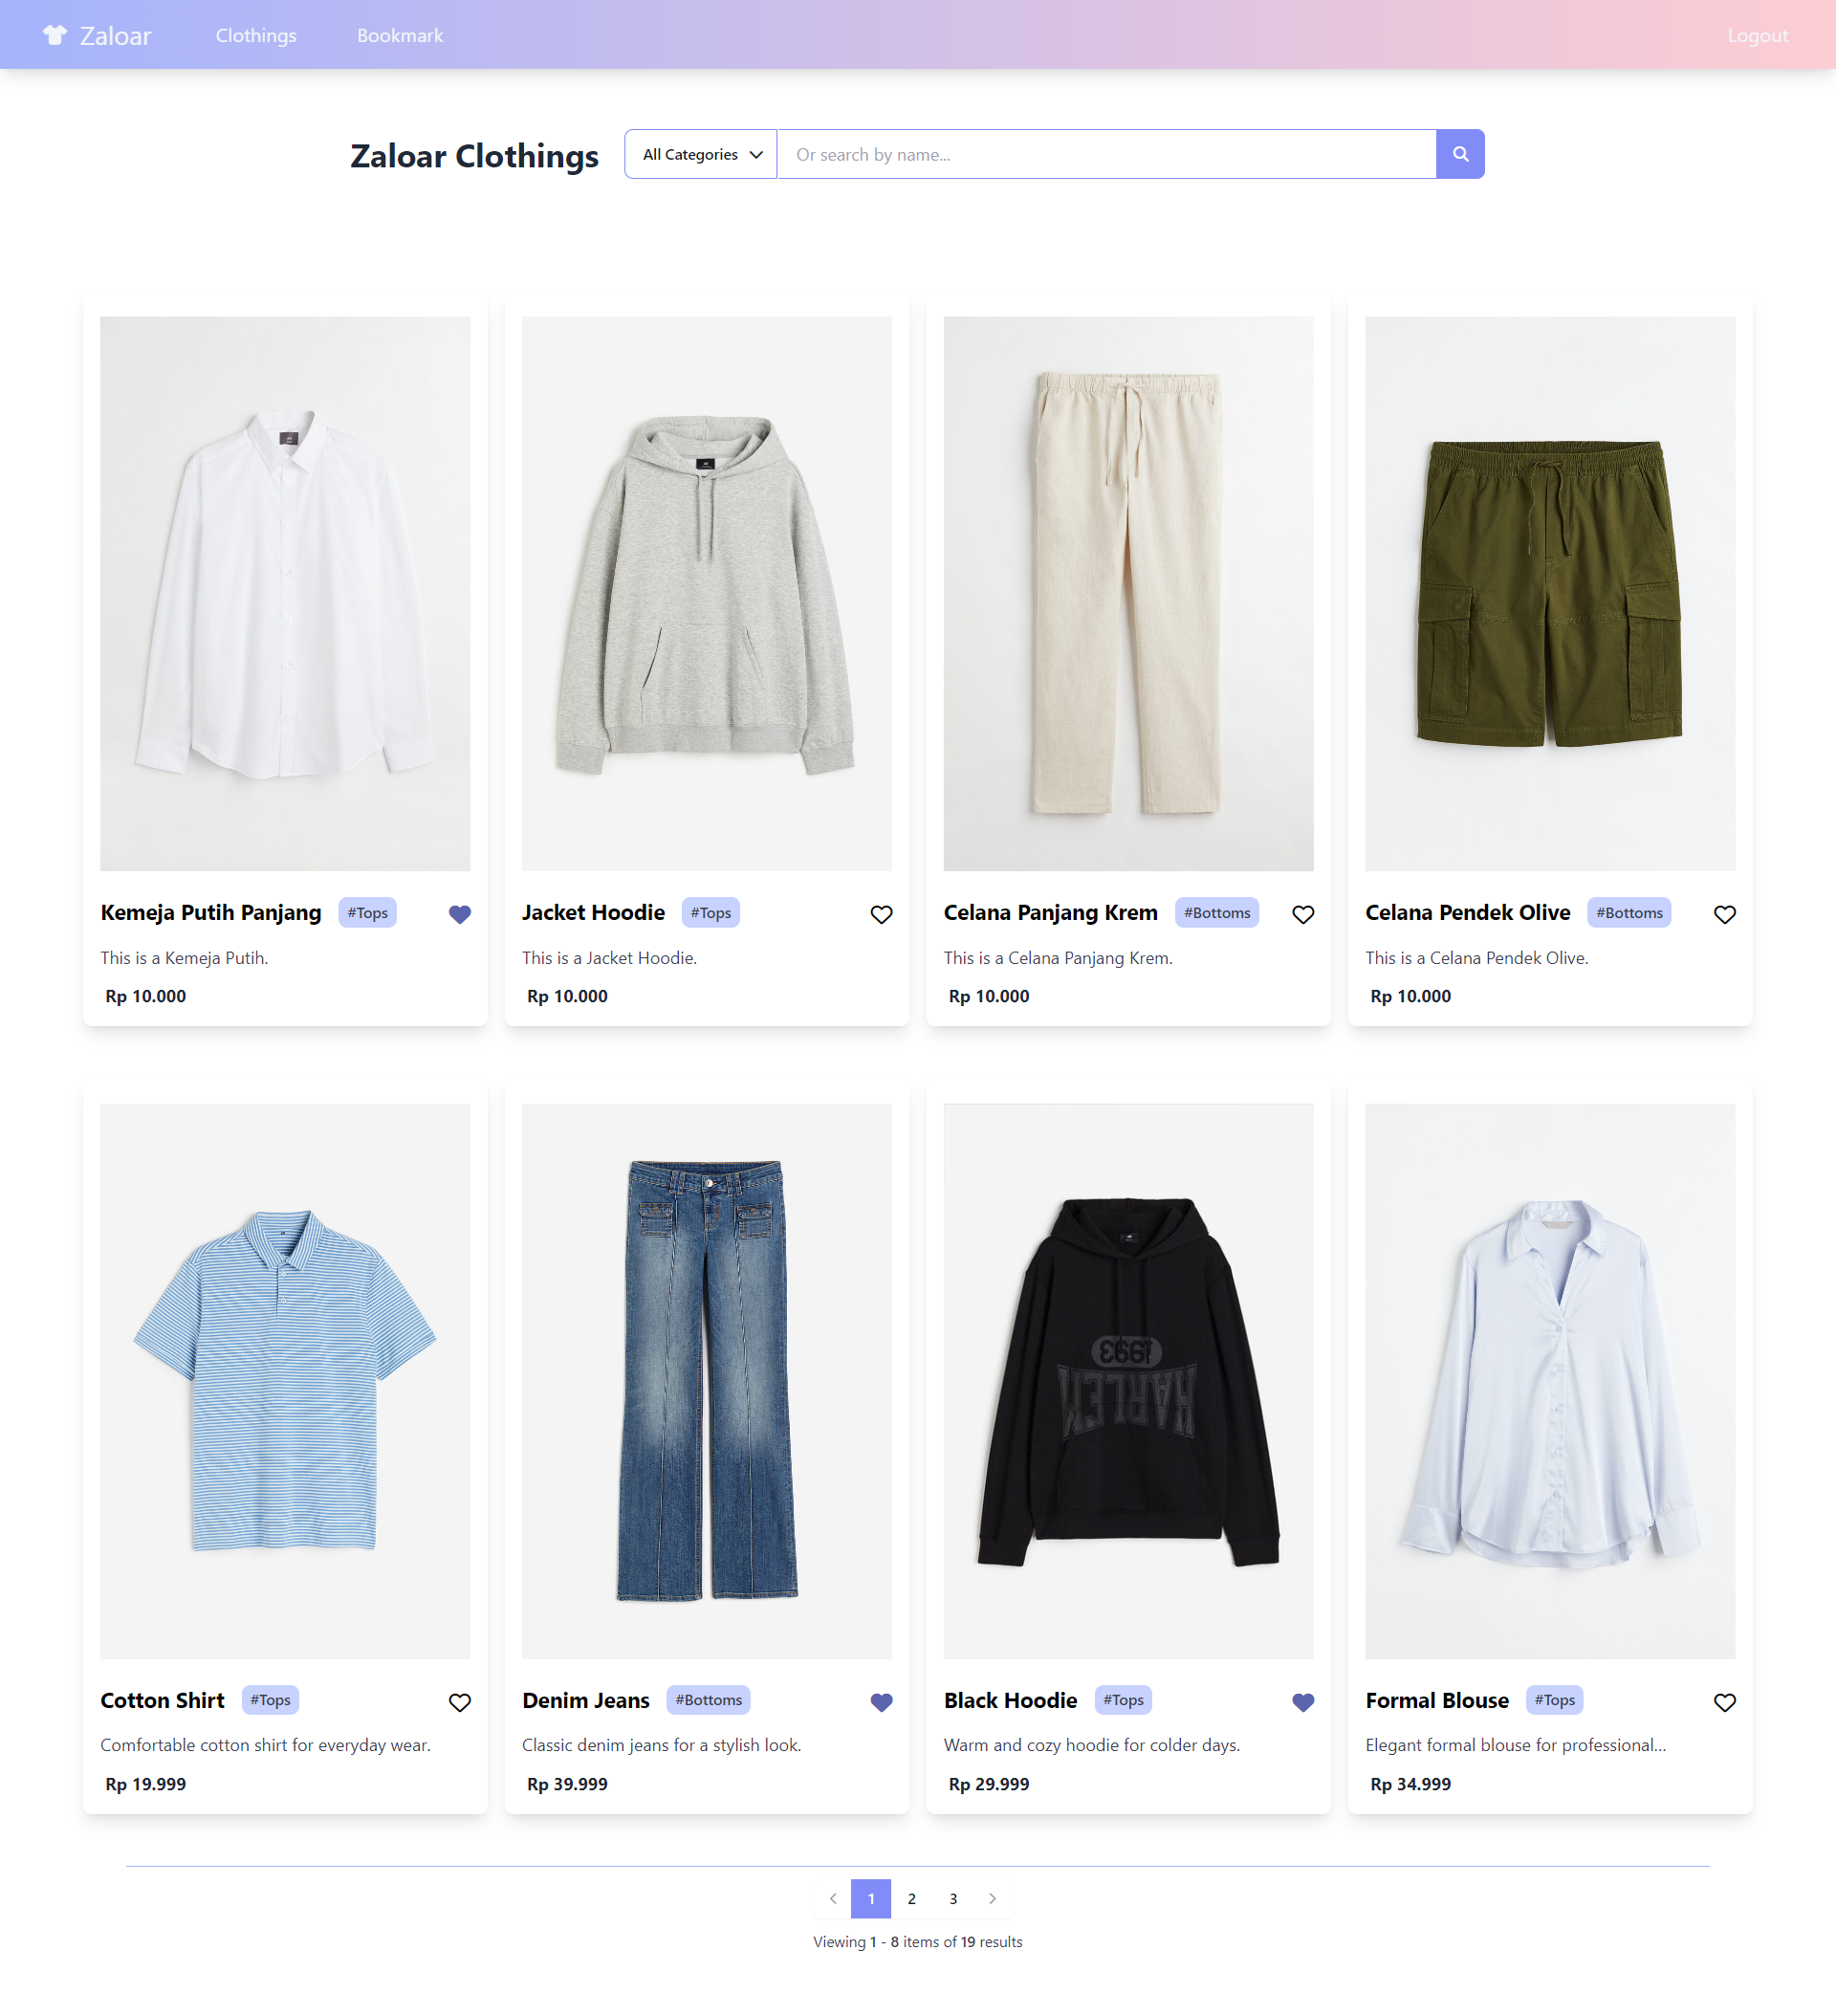 Zaloar Clothings Bookmark Logout
Zaloar Clothings
All Categories
Or search by name...
Kemeja Putih Panjang #Tops
This is a Kemeja Putih.
Rp 10.000
Jacket Hoodie #Tops
This is a Jacket Hoodie.
Rp 10.000
Celana Panjang Krem #Bottoms
This is a Celana Panjang Krem.
Rp 10.000
Celana Pendek Olive #Bottoms
This is a Celana Pendek Olive.
Rp 10.000
1993
HARLEM
Cotton Shirt #Tops
Comfortable cotton shirt for everyday wear.
Rp 19.999
Denim Jeans #Bottoms
Classic denim jeans for a stylish look.
Rp 39.999
Black Hoodie #Tops
Warm and cozy hoodie for colder days.
Rp 29.999
Formal Blouse #Tops
Elegant formal blouse for professional...
Rp 34.999
1 2 3
Viewing 1 - 8 items of 19 results